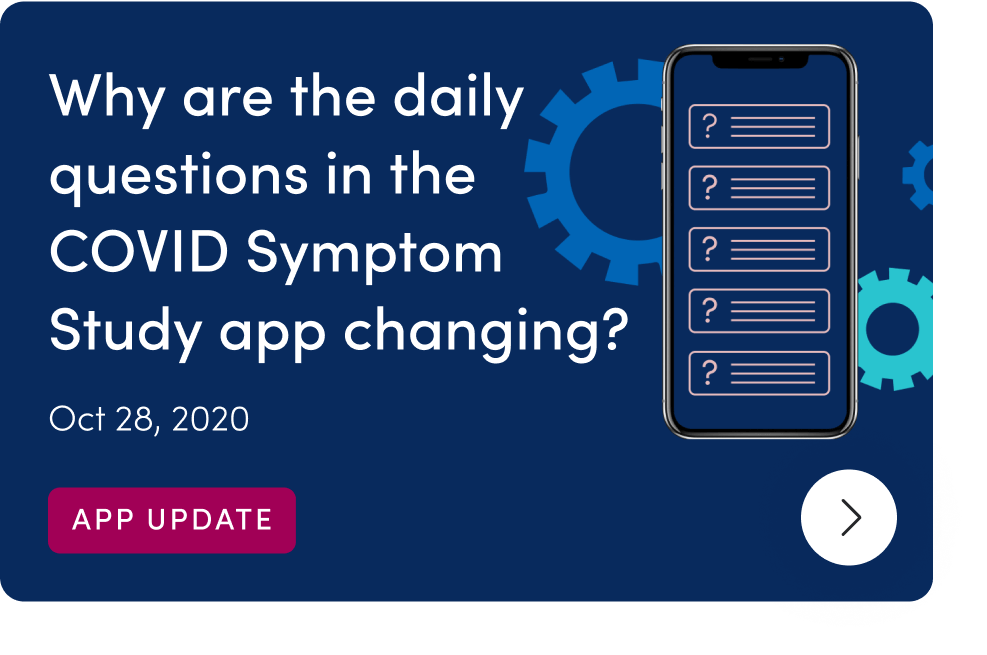 Why are the daily
questions in the
COVID Symptom
Study app changing?
Oct 28, 2020
APP UPDATE
?
?
?
?
?